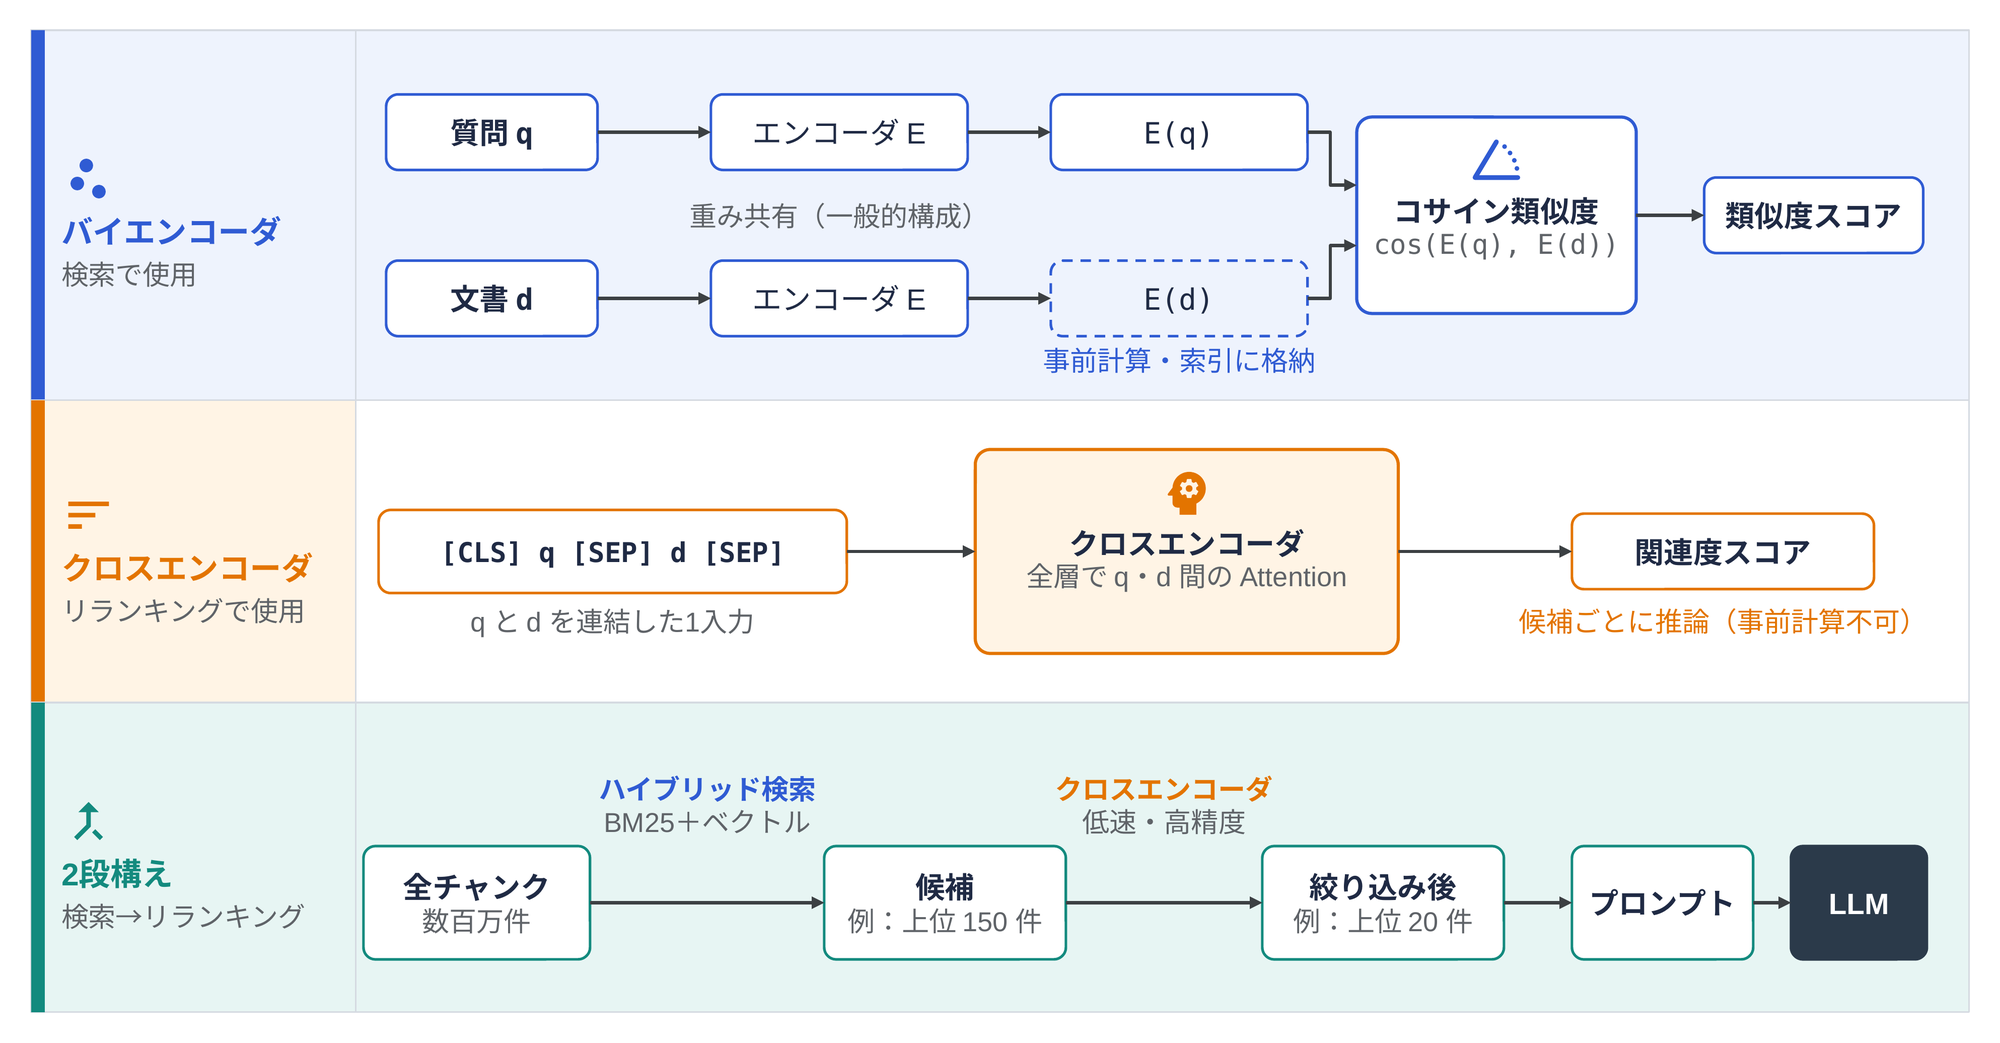 バイエンコーダ
検索で使用
質問 q
エンコーダ E
E(q)
重み共有（一般的構成）
文書 d
エンコーダ E
E(d)
事前計算・索引に格納
コサイン類似度
cos(E(q), E(d))
類似度スコア
クロスエンコーダ
リランキングで使用
[CLS] q [SEP] d [SEP]
q と d を連結した1入力
クロスエンコーダ
全層で q・d 間の Attention
関連度スコア
候補ごとに推論（事前計算不可）
2段構え
検索→リランキング
ハイブリッド検索
BM25＋ベクトル
クロスエンコーダ
低速・高精度
全チャンク
数百万件
候補
例：上位 150 件
絞り込み後
例：上位 20 件
プロンプト
LLM